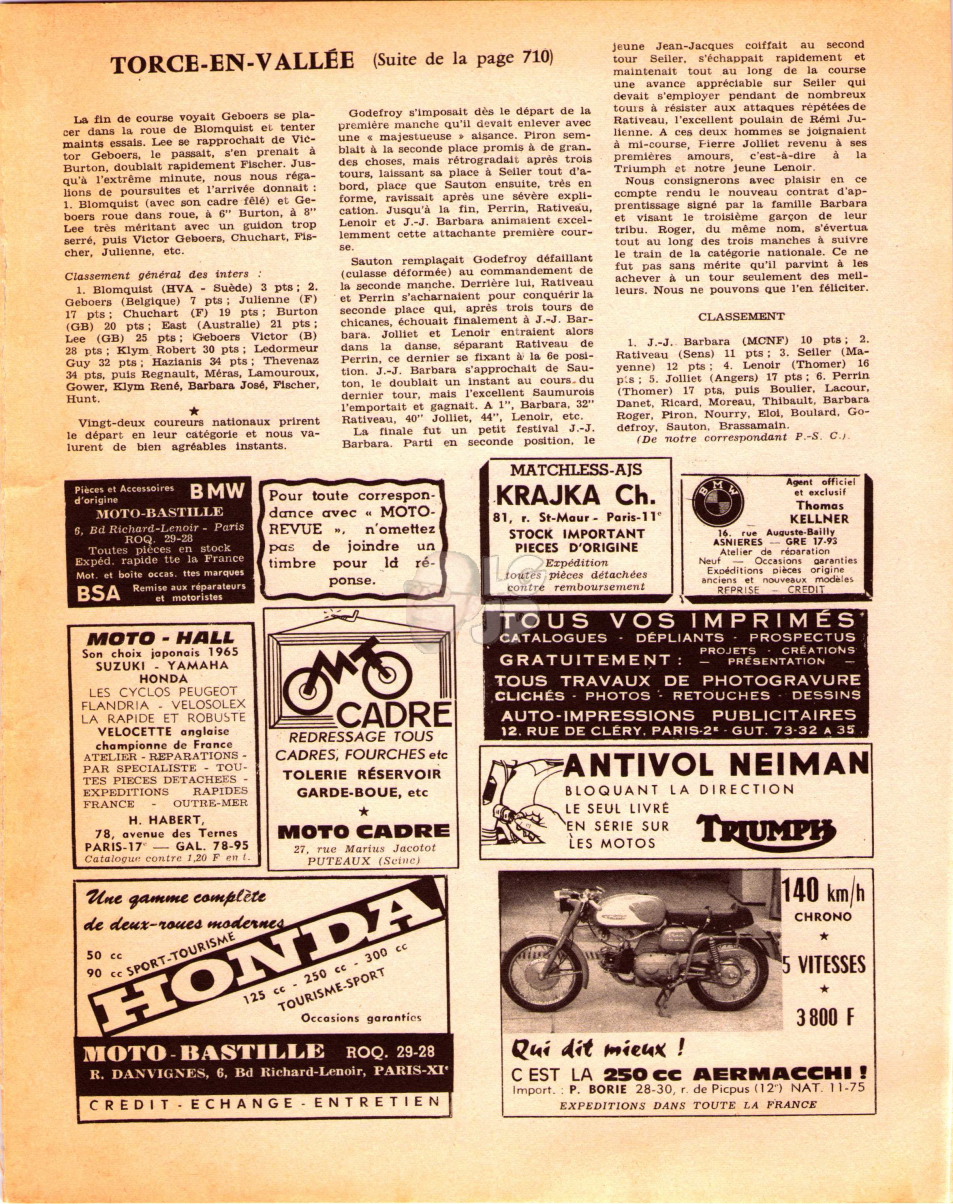 TORCE-EN-VALLÉE (Suite de la page 710)
La fin de course voyait Geboers se pla-
cer dans la roue de Blomquist et tenter
maints essais. Lee se rapprochait de Vic-
tor Geboers, le passait, s'en prenait à
Burton, doublait rapidement Fischer. Jus-
qu'à l'extrême minute, nous nous réga-
lions de poursuites et l'arrivée donnait :
1. Blomquist (avec son cadre fêlé) et Ge-
boers roue dans roue, à 6" Burton, à 8"
Lee très méritant avec un guidon trop
serré, puis Victor Geboers, Chuchart, Fis-
cher, Julienne, etc.
Classement général des inters :
1. Blomquist (HVA - Suède) 3 pts ; 2.
Geboers (Belgique) 7 pts ; Julienne (F)
17 pts ; Chuchart (F) 19 pts ; Burton
(GB) 20 pts ; East (Australie) 21 pts ;
Lee (GB) 25 pts ; Geboers Victor (B)
28 pts ; Klym Robert 30 pts ; Ledormeur
Guy 32 pts ; Hazianis 34 pts ; Thevenaz
34 pts, puis Regnault, Méras, Lamouroux,
Gower, Klym René, Barbara José, Fischer,
Hunt.
★
Vingt-deux coureurs nationaux prirent
le départ en leur catégorie et nous va-
lurent de bien agréables instants.
Godefroy s'imposait dès le départ de la
première manche qu'il devait enlever avec
une « majestueuse » aisance. Piron sem-
blait à la seconde place promis à de gran-
des choses, mais rétrogradait après trois
tours, laissant sa place à Seiler tout d'a-
bord, place que Sauton ensuite, très en
forme, ravissait après une sévère expli-
cation. Jusqu'à la fin, Perrin, Rativeau,
Lenoir et J.-J. Barbara animaient excel-
lemment cette attachante première cour-
se.
Sauton remplaçait Godefroy défaillant
(culasse déformée) au commandement de
la seconde manche. Derrière lui, Rativeau
et Perrin s'acharnaient pour conquérir la
seconde place qui, après trois tours de
chicanes, échouait finalement à J.-J. Bar-
bara. Jolliet et Lenoir entraient alors
dans la danse, séparant Rativeau de
Perrin, ce dernier se fixant à la 6e posi-
tion. J.-J. Barbara s'approchait de Sau-
ton, le doublait un instant au cours du
dernier tour, mais l'excellent Saumurois
l'emportait et gagnait. A 1", Barbara, 32"
Rativeau, 40" Jolliet, 44", Lenoir, etc.
La finale fut un petit festival J.-J.
Barbara. Parti en seconde position, le
jeune Jean-Jacques coiffait au second
tour Seiler, s'échappait rapidement et
maintenait tout au long de la course
une avance appréciable sur Seiler qui
devait s'employer pendant de nombreux
tours à résister aux attaques répétées de
Rativeau, l'excellent poulain de Rémi Ju-
lienne. A ces deux hommes se joignaient
à mi-course, Pierre Jolliet revenu à ses
premières amours, c'est-à-dire à la
Triumph et notre jeune Lenoir.
Nous consignerons avec plaisir en ce
compte rendu le nouveau contrat d'ap-
prentissage signé par la famille Barbara
et visant le troisième garçon de leur
tribu. Roger, du même nom, s'évertua
tout au long des trois manches à suivre
le train de la catégorie nationale. Ce ne
fut pas sans mérite qu'il parvint à les
achever à un tour seulement des meil-
leurs. Nous ne pouvons que l'en féliciter.
CLASSEMENT
1. J.-J. Barbara (MCNF) 10 pts ; 2.
Rativeau (Sens) 11 pts ; 3. Seiler (Ma-
yenne) 12 pts ; 4. Lenoir (Thomer) 16
pts ; 5. Jolliet (Angers) 17 pts ; 6. Perrin
(Thomer) 17 pts, puis Boulier, Lacour,
Danet, Ricard, Moreau, Thibault, Barbara
Roger, Piron, Nourry, Eloi, Boulard, Go-
defroy, Sauton, Brassamain.
(De notre correspondant P.-S. C.).
Pièces et Accessoires
d'origine BMW
MOTO-BASTILLE
6, Bd Richard-Lenoir - Paris
ROQ. 29-28
Toutes pièces en stock
Expéd. rapide tte la France
Mot. et boîte occas. ttes marques
BSA Remise aux réparateurs
et motoristes
Pour toute correspon-
dance avec « MOTO-
REVUE », n'omettez
pas de joindre un
timbre pour la ré-
ponse.
MATCHLESS-AJS
KRAJKA Ch.
81, r. St-Maur - Paris-11e
STOCK IMPORTANT
PIECES D'ORIGINE
Expédition
toutes pièces détachées
contre remboursement
BMW
Agent officiel
et exclusif
Thomas
KELLNER
16, rue Auguste-Bailly
ASNIERES — GRE 17-93
Atelier de réparation
Neuf — Occasions garanties
Expéditions pièces origine
anciens et nouveaux modèles
REPRISE - CREDIT
MOTO - HALL
Son choix japonais 1965
SUZUKI - YAMAHA
HONDA
LES CYCLOS PEUGEOT
FLANDRIA - VELOSOLEX
LA RAPIDE ET ROBUSTE
VELOCETTE anglaise
championne de France
ATELIER - REPARATIONS -
PAR SPECIALISTE - TOU-
TES PIECES DETACHEES -
EXPEDITIONS RAPIDES
FRANCE - OUTRE-MER
H. HABERT,
78, avenue des Ternes
PARIS-17e — GAL. 78-95
Catalogue contre 1,20 F en t.
MT
CADRE
REDRESSAGE TOUS
CADRES, FOURCHES etc
TOLERIE RÉSERVOIR
GARDE-BOUE, etc
★
MOTO CADRE
27, rue Marius Jacotot
PUTEAUX (Seine)
TOUS VOS IMPRIMÉS
CATALOGUES - DÉPLIANTS - PROSPECTUS
PROJETS - CRÉATIONS
GRATUITEMENT : — PRÉSENTATION —
TOUS TRAVAUX DE PHOTOGRAVURE
CLICHÉS - PHOTOS - RETOUCHES - DESSINS
AUTO-IMPRESSIONS PUBLICITAIRES
12, RUE DE CLÉRY, PARIS-2e - GUT. 73-32 A 35
ANTIVOL NEIMAN
BLOQUANT LA DIRECTION
LE SEUL LIVRÉ
EN SÉRIE SUR
LES MOTOS
TRIUMPH
Une gamme complète
de deux-roues modernes
50 cc
90 cc SPORT-TOURISME
HONDA
125 cc - 250 cc - 300 cc
TOURISME-SPORT
Occasions garanties
MOTO-BASTILLE ROQ. 29-28
R. DANVIGNES, 6, Bd Richard-Lenoir, PARIS-XIe
CREDIT - ECHANGE - ENTRETIEN
140 km/h
CHRONO
★
5 VITESSES
★
3 800 F
Qui dit mieux !
C'EST LA 250 cc AERMACCHI !
Import. : P. BORIE 28-30, r. de Picpus (12e) NAT. 11-75
EXPEDITIONS DANS TOUTE LA FRANCE